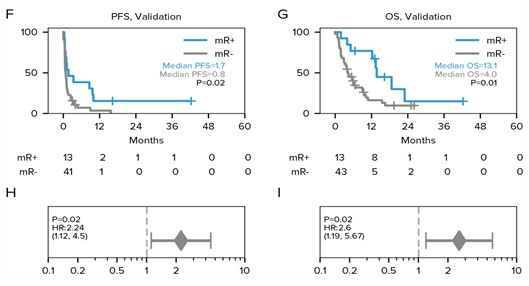 F PFS, Validation
100
50
0
mR+
mR-
Median PFS=1.7
Median PFS=0.8
P=0.02
0 12 24 36 48 60
Months
mR+ 13 2 1 1 0 0
mR- 41 1 0 0 0 0
G OS, Validation
100
50
0
mR+
mR-
Median OS=13.1
Median OS=4.0
P=0.01
0 12 24 36 48 60
Months
mR+ 13 8 1 1 0 0
mR- 43 5 2 0 0 0
H
P=0.02
HR:2.24
(1.12, 4.5)
0.1 0.2 0.5 1 2 10
I
P=0.02
HR:2.6
(1.19, 5.67)
0.1 0.2 0.5 1 2 10